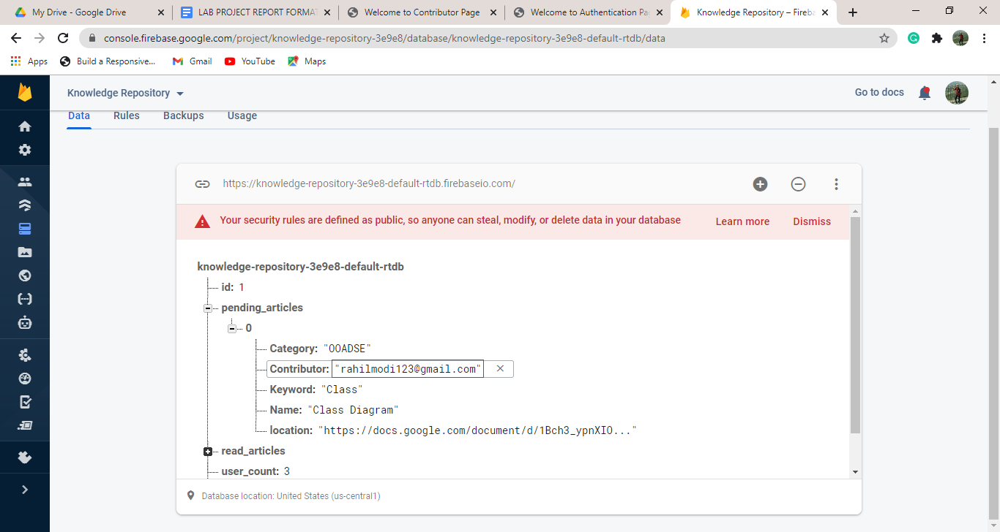 My Drive - Google Drive
LAB PROJECT REPORT FORMAT
Welcome to Contributor Page
Welcome to Authentication Pa
Knowledge Repository – Fireba
console.firebase.google.com/project/knowledge-repository-3e9e8/database/knowledge-repository-3e9e8-default-rtdb/data
Apps
Build a Responsive...
Gmail
YouTube
Maps
Knowledge Repository
Go to docs
Data
Rules
Backups
Usage
https://knowledge-repository-3e9e8-default-rtdb.firebaseio.com/
Your security rules are defined as public, so anyone can steal, modify, or delete data in your database
Learn more
Dismiss
knowledge-repository-3e9e8-default-rtdb
id: 1
pending_articles
0
Category: "OOADSE"
Contributor: "rahilmodi123@gmail.com"
Keyword: "Class"
Name: "Class Diagram"
location: "https://docs.google.com/document/d/1Bch3_ypnXIO..."
read_articles
user_count: 3
Database location: United States (us-central1)